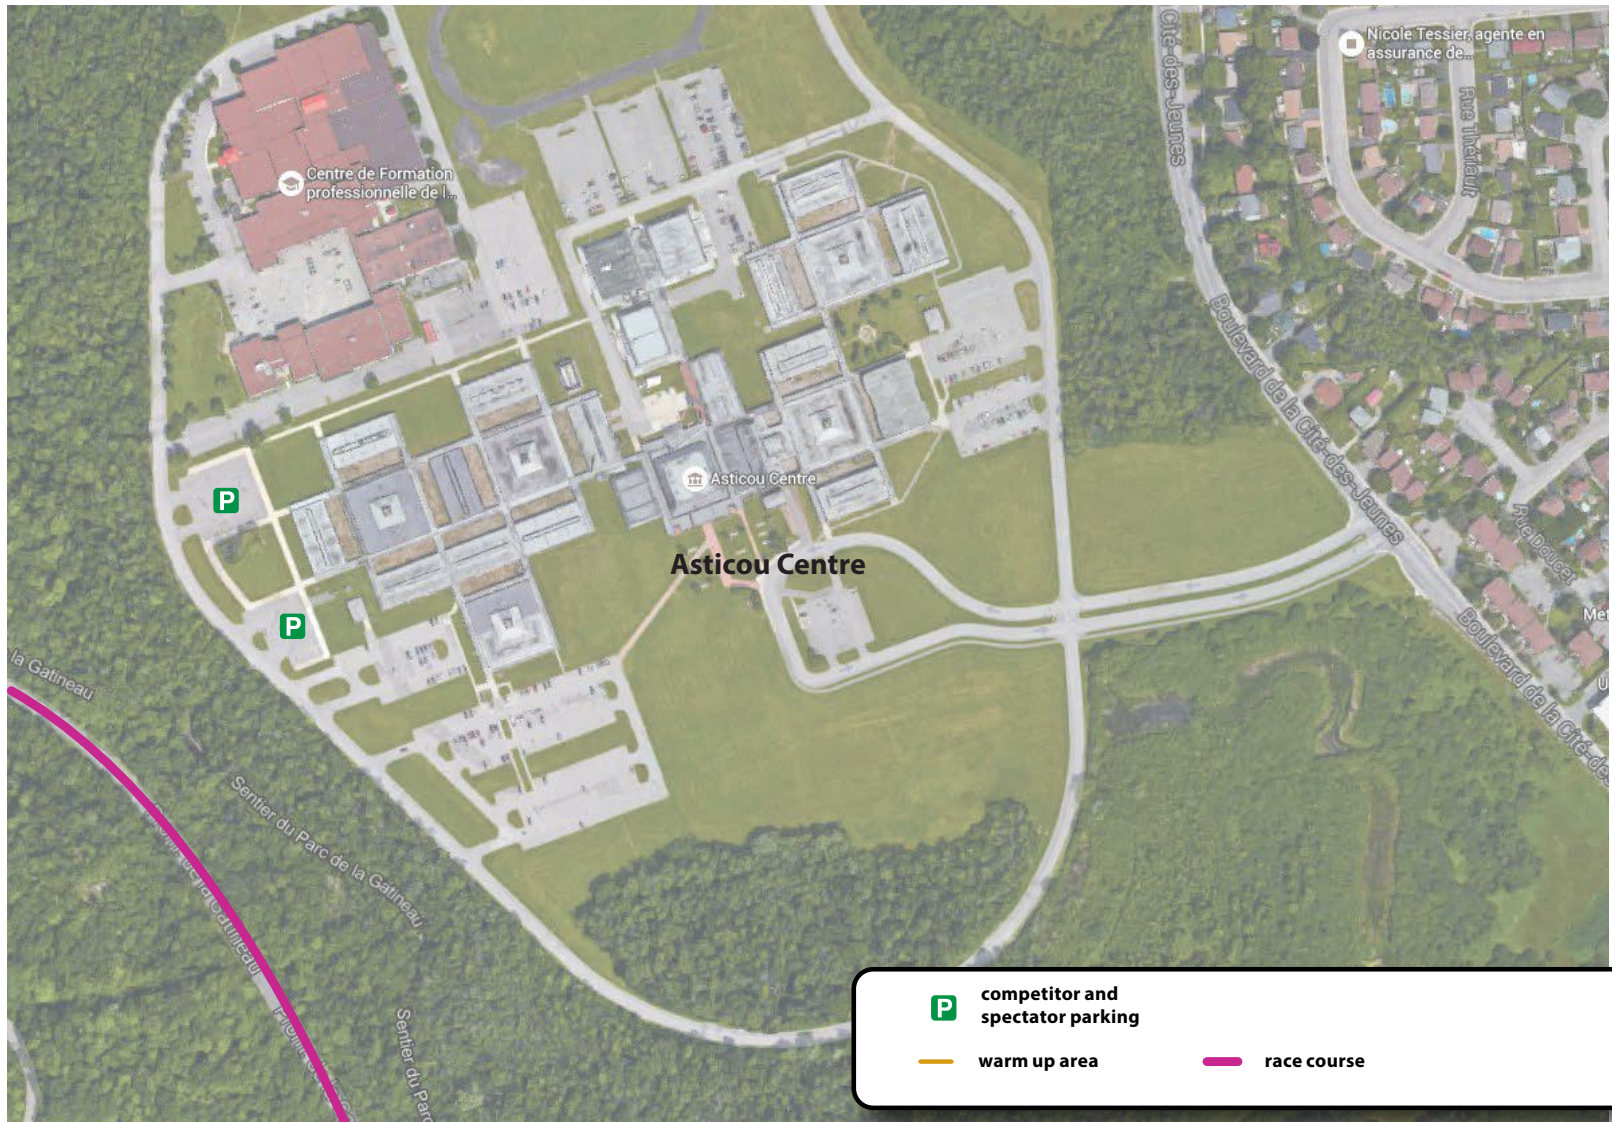 Nicole Tessier, agente en
assurance de...
Cité-des-Jeunes
Rue Thériault
Centre de Formation
professionnelle de l...
Boulevard de la Cité-des-Jeunes
P
Asticou Centre
Asticou Centre
Rue Doucet
P
Met
la Gatineau
Boulevard de la Cité-des
U
Sentier du Parc de la Gatineau
Sentier du Parc
P
competitor and
spectator parking
warm up area
race course